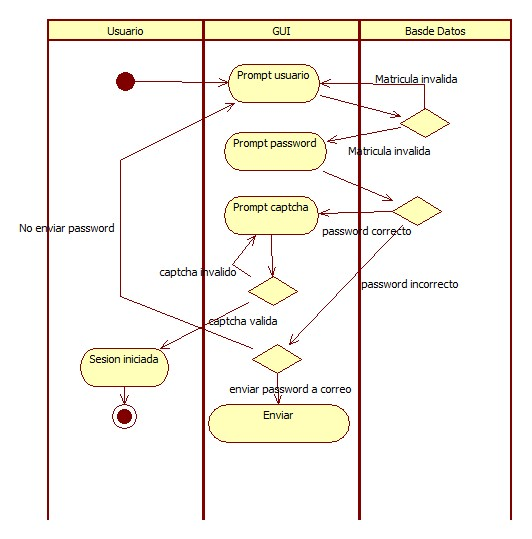 Usuario
GUI
Basde Datos
Prompt usuario
Matricula invalida
Prompt password
Matricula invalida
Prompt captcha
No enviar password
password correcto
captcha invalido
password incorrecto
captcha valida
Sesion iniciada
enviar password a correo
Enviar